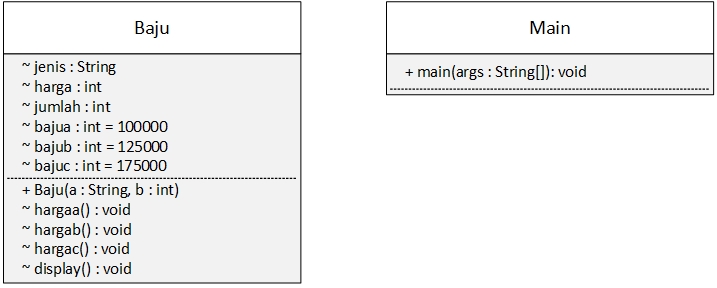 Baju
~ jenis : String
~ harga : int
~ jumlah : int
~ bajua : int = 100000
~ bajub : int = 125000
~ bajuc : int = 175000
+ Baju(a : String, b : int)
~ hargaa() : void
~ hargab() : void
~ hargac() : void
~ display() : void
Main
+ main(args : String[]): void